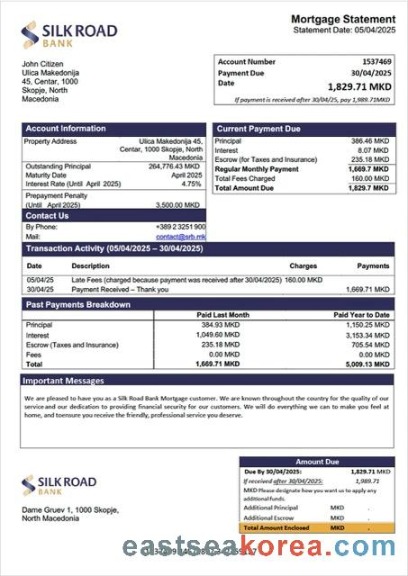 SILK ROAD
BANK
Mortgage Statement
Statement Date: 05/04/2025
John Citizen
Ulica Makedonija
45, Centar, 1000
Skopje, North
Macedonia
Account Number 1537469
Payment Due 30/04/2025
Date 1,829.71 MKD
If payment is received after 30/04/25, pay 1,989.71MKD
Account Information
Property Address Ulica Makedonija 45,
Centar, 1000 Skopje, North
Macedonia
Outstanding Principal 264,776.43 MKD
Maturity Date April 2025
Interest Rate (Until April 2025) 4.75%
Prepayment Penalty
(Until April 2025) 3,500.00 MKD
Contact Us
By Phone: +389 2 3251 900
Mail: contact@srb.mk
Current Payment Due
Principal 386.46 MKD
Interest 8.07 MKD
Escrow (for Taxes and Insurance) 235.18 MKD
Regular Monthly Payment 1,669.7 MKD
Total Fees Charged 160.00 MKD
Total Amount Due 1,829.7 MKD
Transaction Activity (05/04/2025 – 30/04/2025)
Date Description Charges Payments
05/04/25 Late Fees (charged because payment was received after 30/04/2025) 160.00 MKD
30/04/25 Payment Received – Thank you 1,669.71 MKD
Past Payments Breakdown
Paid Last Month Paid Year to Date
Principal 384.93 MKD 1,150.25 MKD
Interest 1,049.60 MKD 3,153.34 MKD
Escrow (Taxes and Insurance) 235.18 MKD 705.54 MKD
Fees 0.00 MKD 0.00 MKD
Total 1,669.71 MKD 5,009.13 MKD
Important Messages
We are pleased to have you as a Silk Road Bank Mortgage customer. We are known throughout the country for the quality of our
service and our dedication to providing financial security for our customers. We will do everything we can to make you feel at
home, and toensure you receive the friendly, professional service you deserve.
SILK ROAD
BANK
Dame Gruev 1, 1000 Skopje,
North Macedonia
Amount Due
Due By 30/04/2025: 1,829.71 MKD
If received after 30/04/2025: 1,989.71
MKD Please designate how you want us to apply any
additional funds.
Additional Principal MKD .
Additional Escrow MKD .
Total Amount Enclosed MKD .
eastseakorea.com